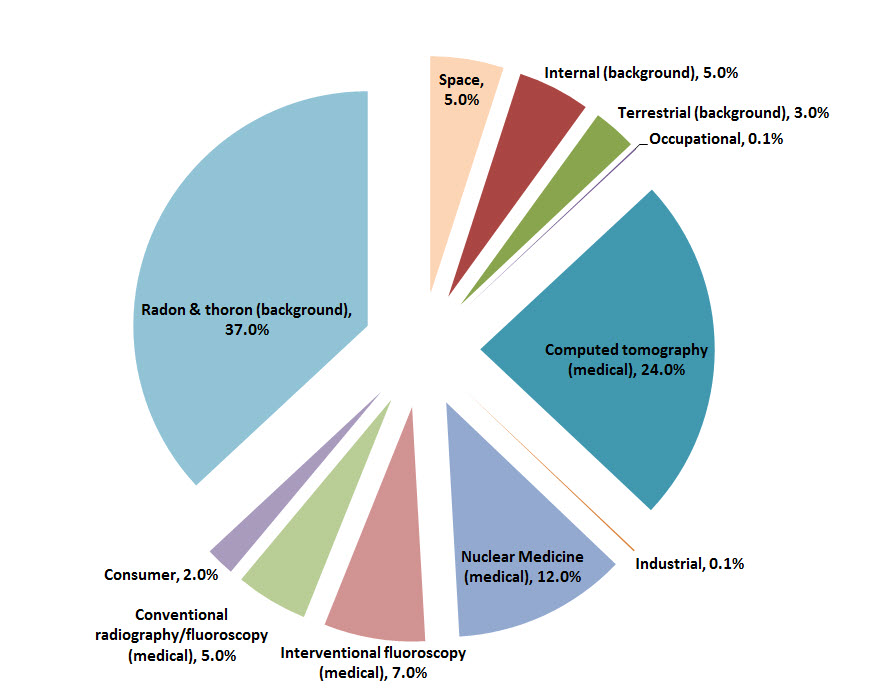 Space,
5.0%
Internal (background), 5.0%
Terrestrial (background), 3.0%
Occupational, 0.1%
Computed tomography
(medical), 24.0%
Industrial, 0.1%
Nuclear Medicine
(medical), 12.0%
Interventional fluoroscopy
(medical), 7.0%
Conventional
radiography/fluoroscopy
(medical), 5.0%
Consumer, 2.0%
Radon & thoron (background),
37.0%